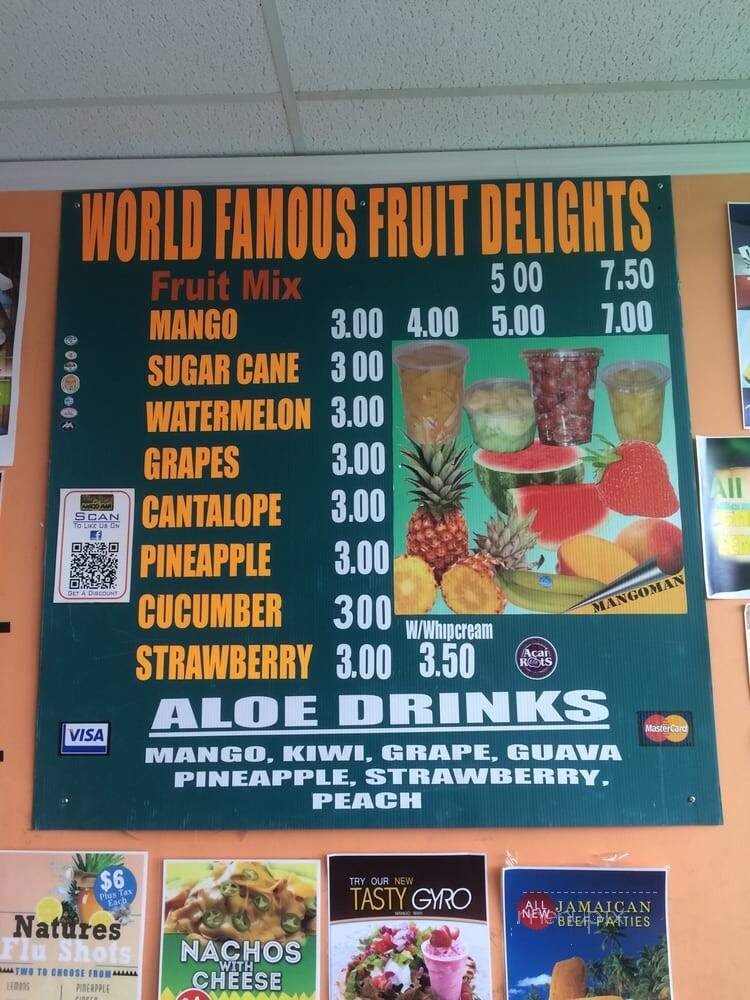 WORLD FAMOUS FRUIT DELIGHTS
Fruit Mix 5 00 7.50
MANGO 3.00 4.00 5.00 7.00
SUGAR CANE 3 00
WATERMELON 3.00
GRAPES 3.00
CANTALOPE 3.00
PINEAPPLE 3.00
CUCUMBER 300
W/Whipcream
STRAWBERRY 3.00 3.50
MANGOMAN
Acai
ROOTS
SCAN
TO LIKE US ON
f
GET A DISCOUNT
ALOE DRINKS
VISA
MasterCard
MANGO, KIWI, GRAPE, GUAVA
PINEAPPLE, STRAWBERRY,
PEACH
All
$6
Plus Tax
Each
Natures
Flu Shots
TWO TO CHOOSE FROM
LEMONS PINEAPPLE
GINGER
NACHOS
WITH
CHEESE
TRY OUR NEW
TASTY GYRO
ALL
NEW
JAMAICAN
BEEF PATTIES